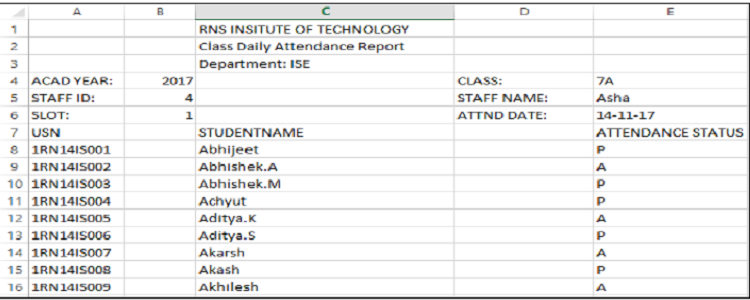 A B C D E
1 RNS INSITUTE OF TECHNOLOGY
2 Class Daily Attendance Report
3 Department: ISE
4 ACAD YEAR: 2017 CLASS: 7A
5 STAFF ID: 4 STAFF NAME: Asha
6 SLOT: 1 ATTND DATE: 14-11-17
7 USN STUDENTNAME ATTENDANCE STATUS
8 1RN14IS001 Abhijeet P
9 1RN14IS002 Abhishek.A A
10 1RN14IS003 Abhishek.M P
11 1RN14IS004 Achyut P
12 1RN14IS005 Aditya.K A
13 1RN14IS006 Aditya.S P
14 1RN14IS007 Akarsh A
15 1RN14IS008 Akash P
16 1RN14IS009 Akhilesh A